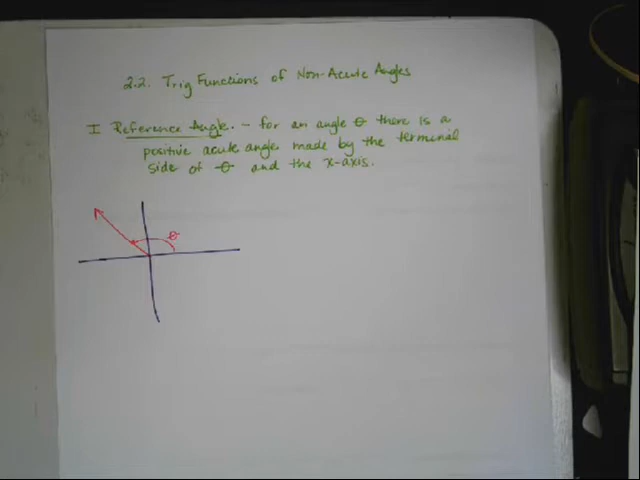 2.2. Trig Functions of Non-Acute Angles
I Reference Angle. - for an angle θ there is a
positive acute angle made by the terminal
side of θ and the x-axis.
θ